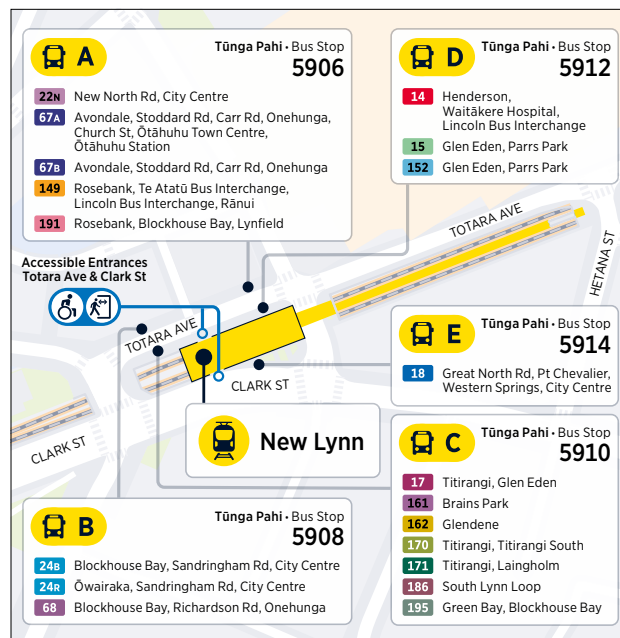 A
Tūnga Pahi • Bus Stop
5906
22N New North Rd, City Centre
67A Avondale, Stoddard Rd, Carr Rd, Onehunga,
Church St, Ōtāhuhu Town Centre,
Ōtāhuhu Station
67B Avondale, Stoddard Rd, Carr Rd, Onehunga
149 Rosebank, Te Atatū Bus Interchange,
Lincoln Bus Interchange, Rānui
191 Rosebank, Blockhouse Bay, Lynfield
D
Tūnga Pahi • Bus Stop
5912
14 Henderson,
Waitākere Hospital,
Lincoln Bus Interchange
15 Glen Eden, Parrs Park
152 Glen Eden, Parrs Park
TOTARA AVE
HETANA ST
Accessible Entrances
Totara Ave & Clark St
TOTARA AVE
CLARK ST
CLARK ST
New Lynn
E
Tūnga Pahi • Bus Stop
5914
18 Great North Rd, Pt Chevalier,
Western Springs, City Centre
B
Tūnga Pahi • Bus Stop
5908
24B Blockhouse Bay, Sandringham Rd, City Centre
24R Ōwairaka, Sandringham Rd, City Centre
68 Blockhouse Bay, Richardson Rd, Onehunga
C
Tūnga Pahi • Bus Stop
5910
17 Titirangi, Glen Eden
161 Brains Park
162 Glendene
170 Titirangi, Titirangi South
171 Titirangi, Laingholm
186 South Lynn Loop
195 Green Bay, Blockhouse Bay